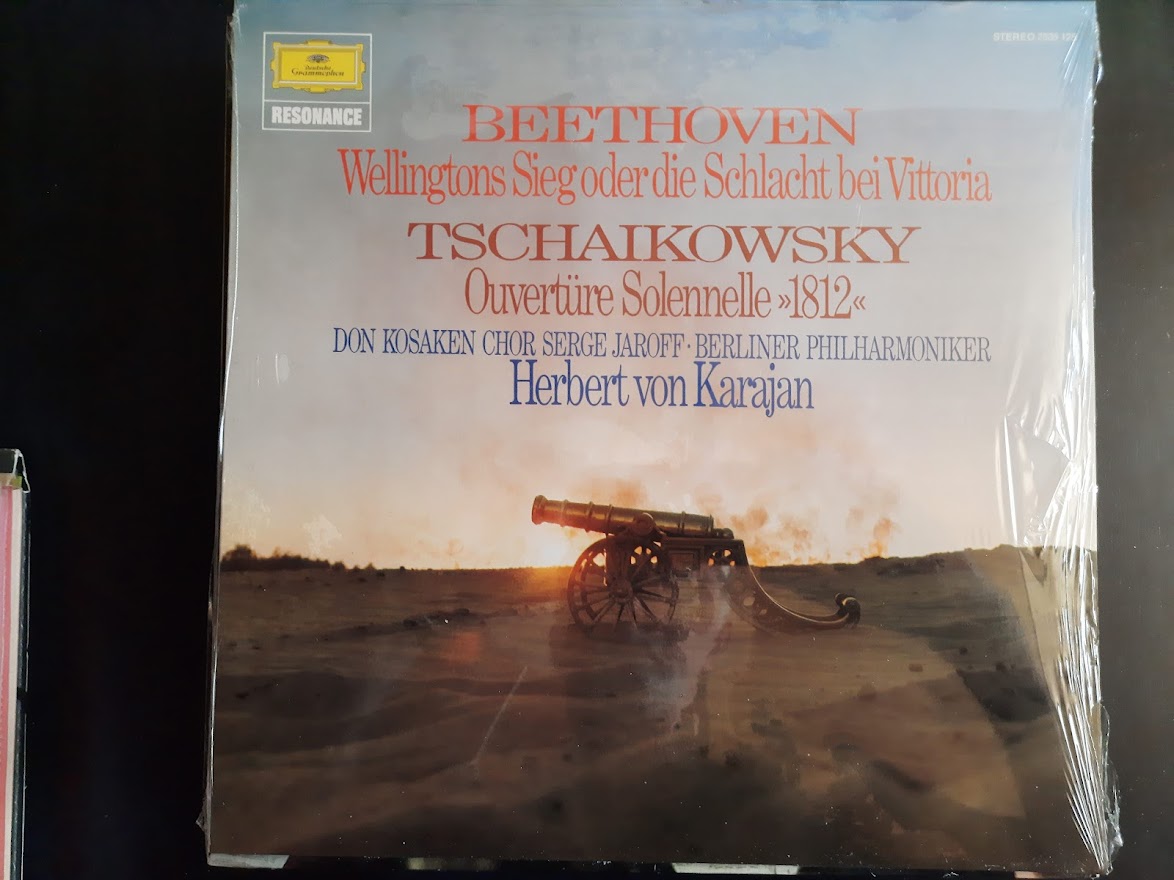 Deutsche
Grammophon
RESONANCE
STEREO
BEETHOVEN
Wellingtons Sieg oder die Schlacht bei Vittoria
TSCHAIKOWSKY
Ouvertüre Solennelle »1812«
DON KOSAKEN CHOR SERGE JAROFF · BERLINER PHILHARMONIKER
Herbert von Karajan